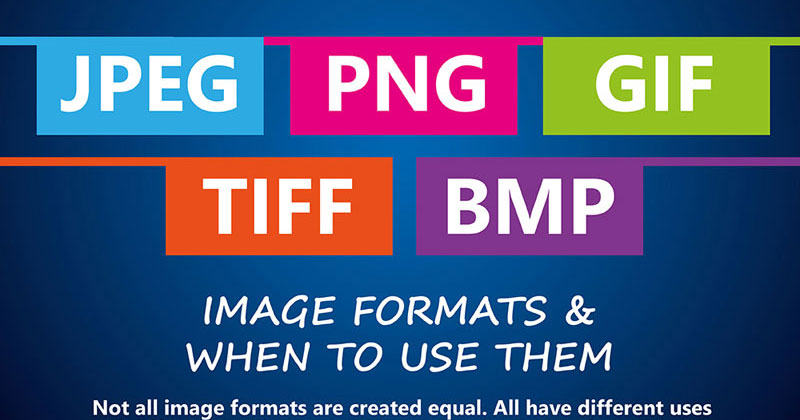 JPEG PNG GIF
TIFF BMP
IMAGE FORMATS &
WHEN TO USE THEM
Not all image formats are created equal. All have different uses